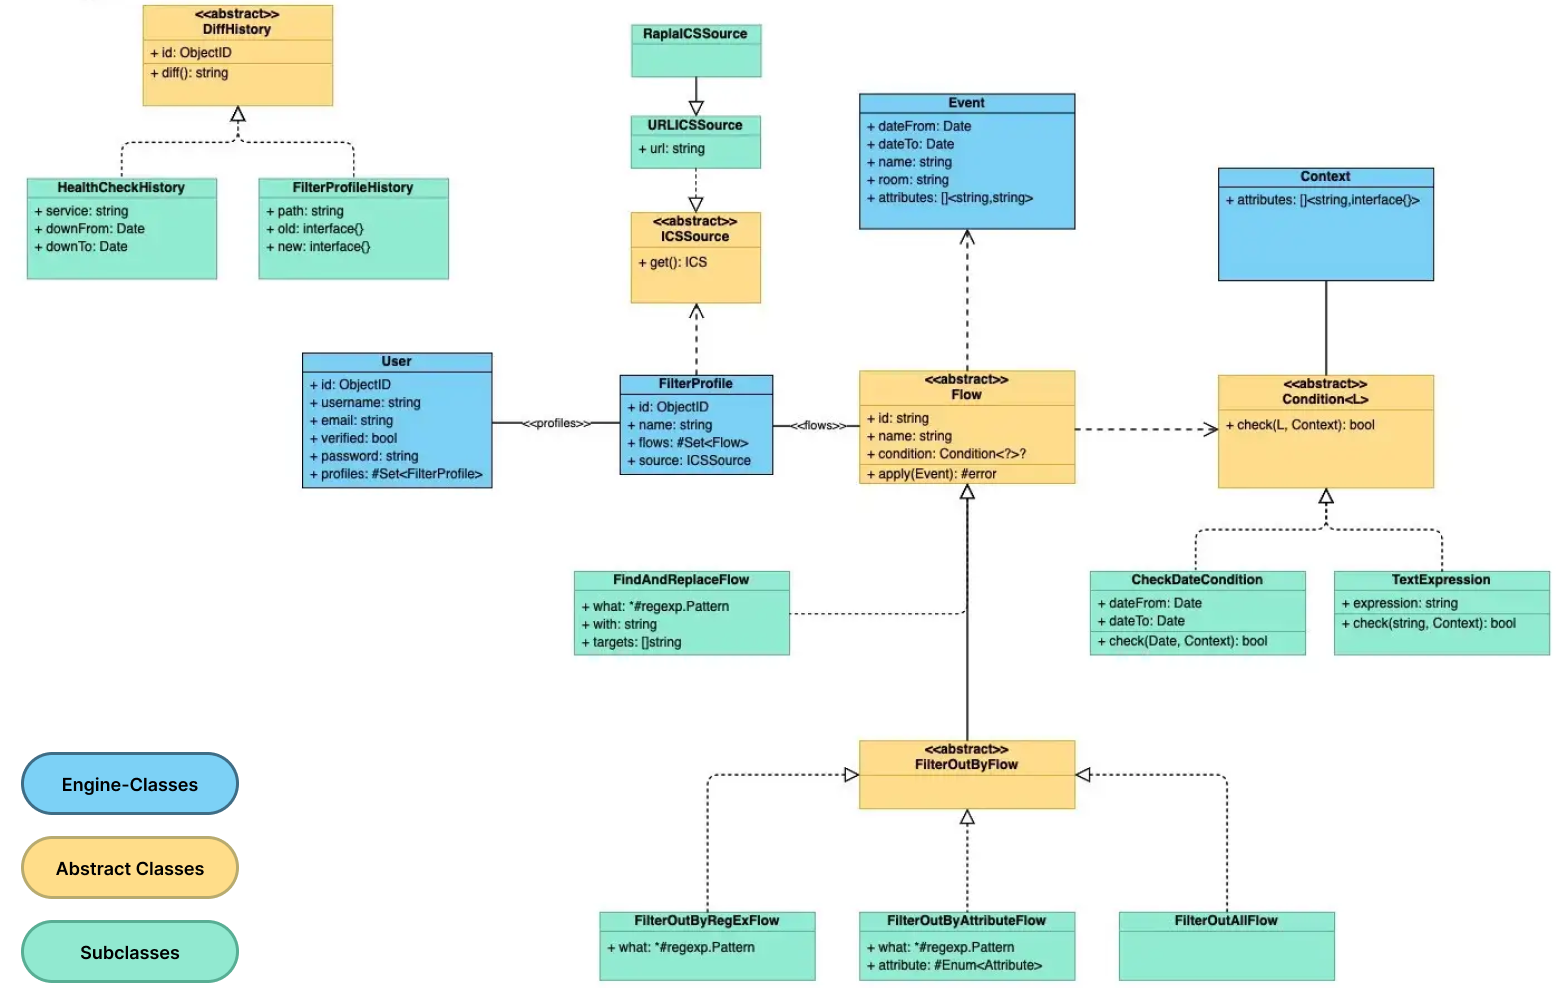 <<abstract>>
DiffHistory
+ id: ObjectID
+ diff(): string
HealthCheckHistory
+ service: string
+ downFrom: Date
+ downTo: Date
FilterProfileHistory
+ path: string
+ old: interface{}
+ new: interface{}
RaplaICSSource
URLICSSource
+ url: string
<<abstract>>
ICSSource
+ get(): ICS
Event
+ dateFrom: Date
+ dateTo: Date
+ name: string
+ room: string
+ attributes: []<string,string>
Context
+ attributes: []<string,interface{}>
User
+ id: ObjectID
+ username: string
+ email: string
+ verified: bool
+ password: string
+ profiles: #Set<FilterProfile>
<<profiles>>
FilterProfile
+ id: ObjectID
+ name: string
+ flows: #Set<Flow>
+ source: ICSSource
<<flows>>
<<abstract>>
Flow
+ id: string
+ name: string
+ condition: Condition<?>?
+ apply(Event): #error
<<abstract>>
Condition<L>
+ check(L, Context): bool
FindAndReplaceFlow
+ what: *#regexp.Pattern
+ with: string
+ targets: []string
CheckDateCondition
+ dateFrom: Date
+ dateTo: Date
+ check(Date, Context): bool
TextExpression
+ expression: string
+ check(string, Context): bool
<<abstract>>
FilterOutByFlow
FilterOutByRegExFlow
+ what: *#regexp.Pattern
FilterOutByAttributeFlow
+ what: *#regexp.Pattern
+ attribute: #Enum<Attribute>
FilterOutAllFlow
Engine-Classes
Abstract Classes
Subclasses